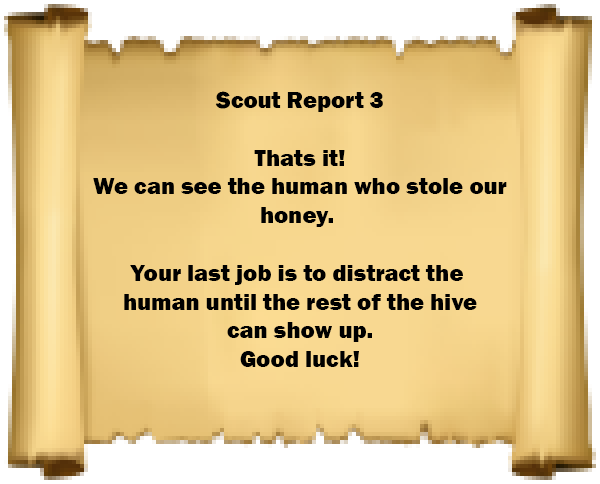 Scout Report 3
Thats it!
We can see the human who stole our
honey.
Your last job is to distract the
human until the rest of the hive
can show up.
Good luck!